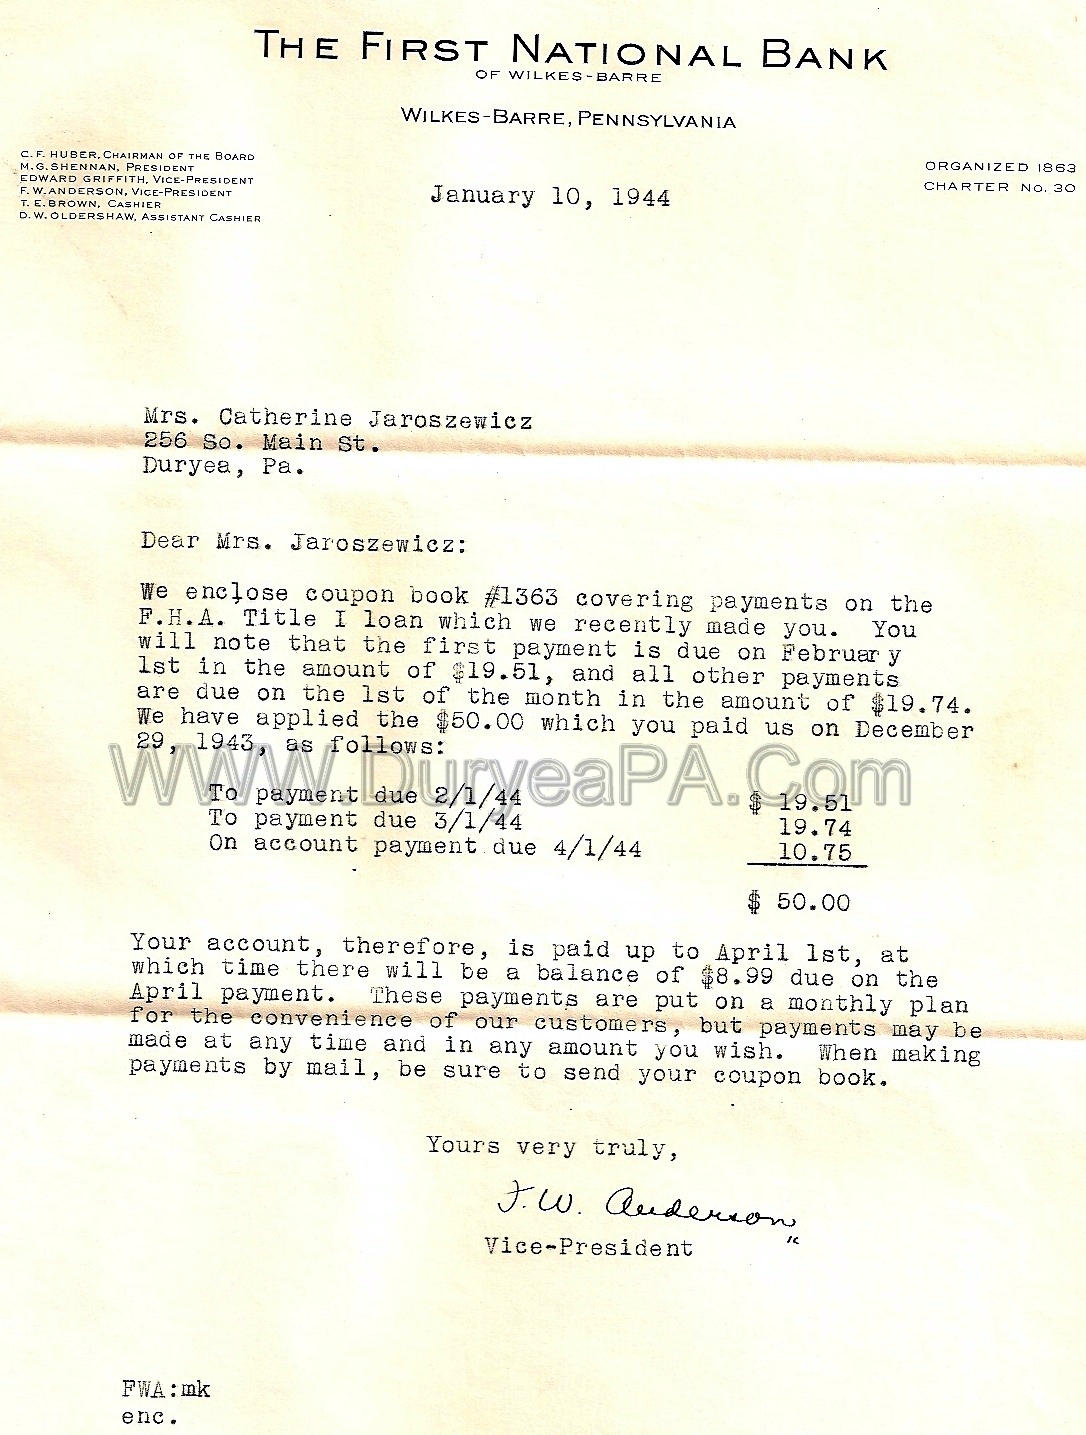 THE FIRST NATIONAL BANK
OF WILKES-BARRE
WILKES-BARRE, PENNSYLVANIA
C. F. HUBER, CHAIRMAN OF THE BOARD
M. G. SHENNAN, PRESIDENT
EDWARD GRIFFITH, VICE-PRESIDENT
F. W. ANDERSON, VICE-PRESIDENT
T. E. BROWN, CASHIER
D. W. OLDERSHAW, ASSISTANT CASHIER
ORGANIZED 1863
CHARTER No. 30
January 10, 1944
Mrs. Catherine Jaroszewicz
256 So. Main St.
Duryea, Pa.
Dear Mrs. Jaroszewicz:
We enclose coupon book #1363 covering payments on the
F.H.A. Title I loan which we recently made you. You
will note that the first payment is due on February
1st in the amount of $19.51, and all other payments
are due on the 1st of the month in the amount of $19.74.
We have applied the $50.00 which you paid us on December
29, 1943, as follows:
WWW.DuryeaPA.Com
To payment due 2/1/44 $ 19.51
To payment due 3/1/44 19.74
On account payment due 4/1/44 10.75
$ 50.00
Your account, therefore, is paid up to April 1st, at
which time there will be a balance of $8.99 due on the
April payment. These payments are put on a monthly plan
for the convenience of our customers, but payments may be
made at any time and in any amount you wish. When making
payments by mail, be sure to send your coupon book.
Yours very truly,
F. W. Anderson
Vice-President
FWA:mk
enc.